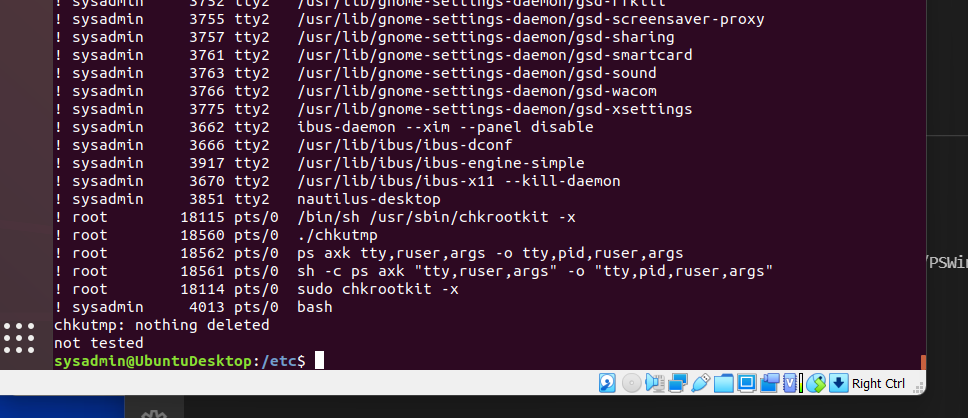 ! sysadmin     3752 tty2   /usr/lib/gnome-settings-daemon/gsd-rfkill
! sysadmin     3755 tty2   /usr/lib/gnome-settings-daemon/gsd-screensaver-proxy
! sysadmin     3757 tty2   /usr/lib/gnome-settings-daemon/gsd-sharing
! sysadmin     3761 tty2   /usr/lib/gnome-settings-daemon/gsd-smartcard
! sysadmin     3763 tty2   /usr/lib/gnome-settings-daemon/gsd-sound
! sysadmin     3766 tty2   /usr/lib/gnome-settings-daemon/gsd-wacom
! sysadmin     3775 tty2   /usr/lib/gnome-settings-daemon/gsd-xsettings
! sysadmin     3662 tty2   ibus-daemon --xim --panel disable
! sysadmin     3666 tty2   /usr/lib/ibus/ibus-dconf
! sysadmin     3917 tty2   /usr/lib/ibus/ibus-engine-simple
! sysadmin     3670 tty2   /usr/lib/ibus/ibus-x11 --kill-daemon
! sysadmin     3851 tty2   nautilus-desktop
! root        18115 pts/0  /bin/sh /usr/sbin/chkrootkit -x
! root        18560 pts/0  ./chkutmp
! root        18562 pts/0  ps axk tty,ruser,args -o tty,pid,ruser,args
! root        18561 pts/0  sh -c ps axk "tty,ruser,args" -o "tty,pid,ruser,args"
! root        18114 pts/0  sudo chkrootkit -x
! sysadmin     4013 pts/0  bash
chkutmp: nothing deleted
not tested
sysadmin@UbuntuDesktop:/etc$
/PSWin
Right Ctrl